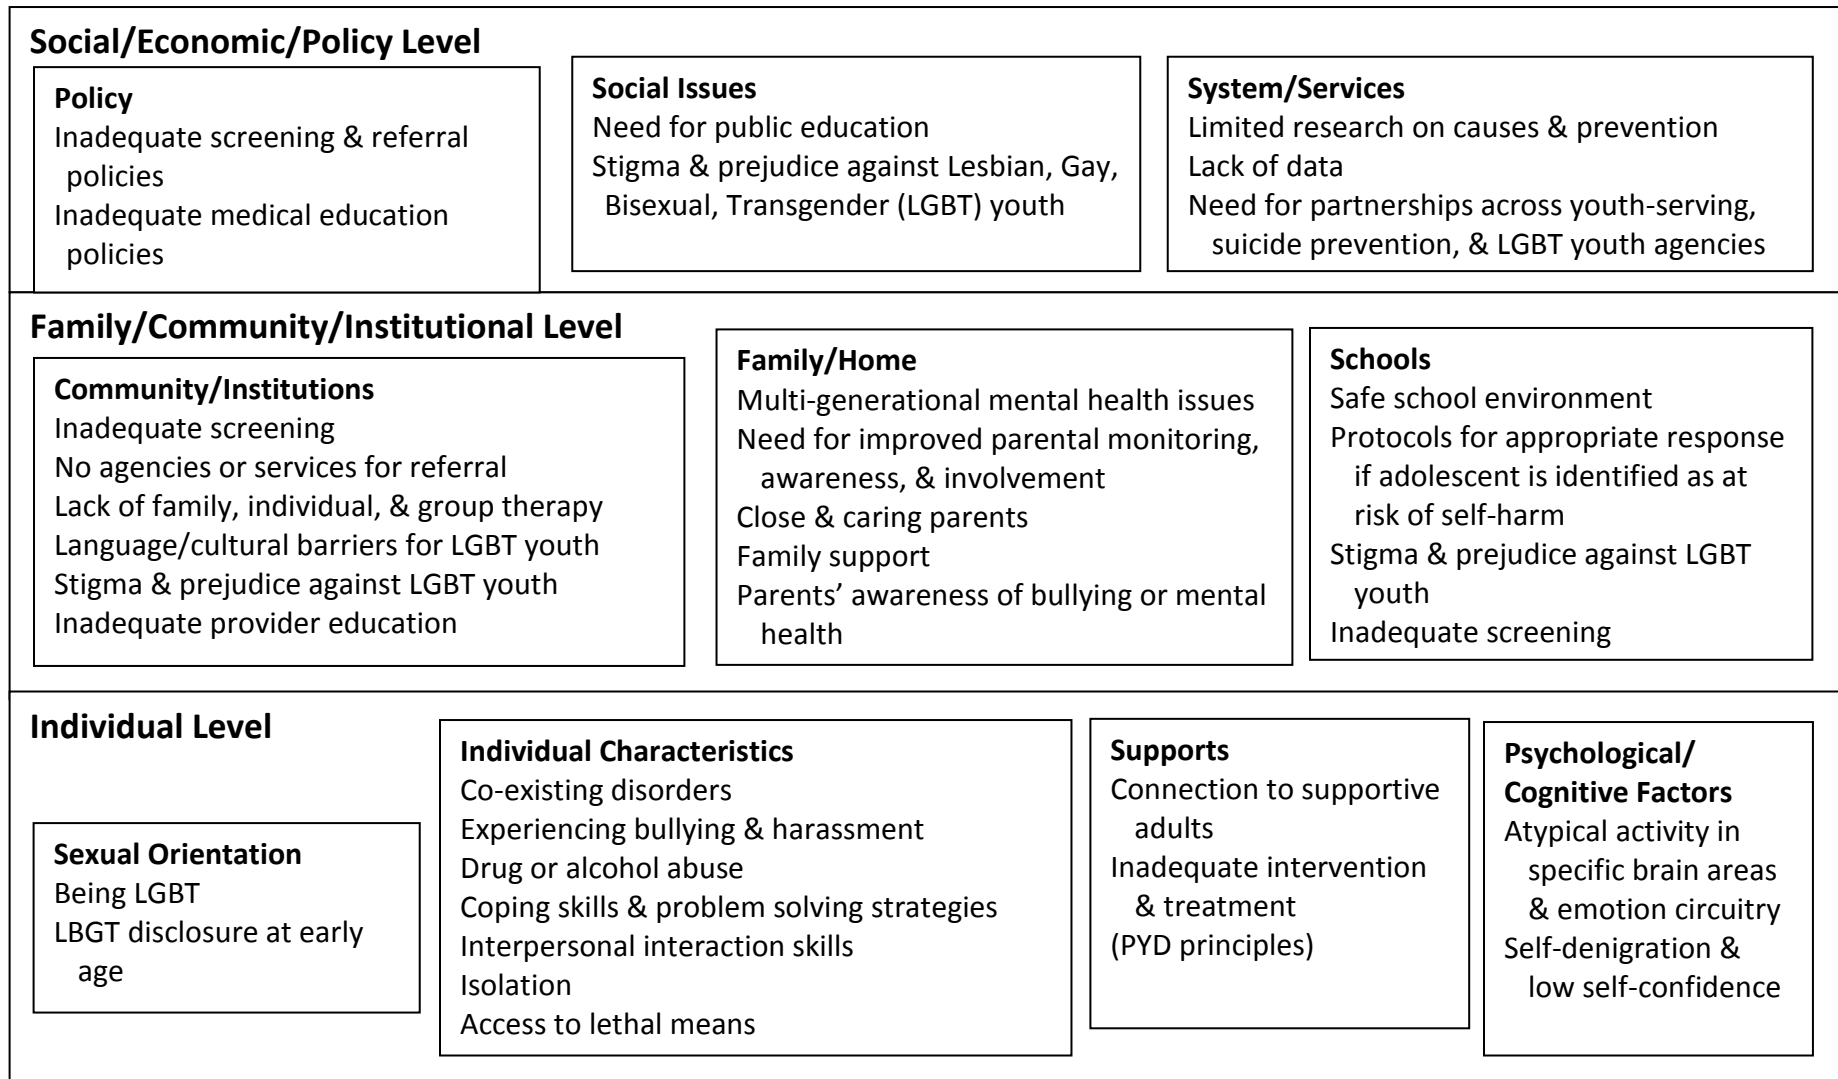 Social/Economic/Policy Level
Policy
Inadequate screening & referral
policies
Inadequate medical education
policies
Social Issues
Need for public education
Stigma & prejudice against Lesbian, Gay,
Bisexual, Transgender (LGBT) youth
System/Services
Limited research on causes & prevention
Lack of data
Need for partnerships across youth-serving,
suicide prevention, & LGBT youth agencies
Family/Community/Institutional Level
Community/Institutions
Inadequate screening
No agencies or services for referral
Lack of family, individual, & group therapy
Language/cultural barriers for LGBT youth
Stigma & prejudice against LGBT youth
Inadequate provider education
Family/Home
Multi-generational mental health issues
Need for improved parental monitoring,
awareness, & involvement
Close & caring parents
Family support
Parents’ awareness of bullying or mental
health
Schools
Safe school environment
Protocols for appropriate response
if adolescent is identified as at
risk of self-harm
Stigma & prejudice against LGBT
youth
Inadequate screening
Individual Level
Sexual Orientation
Being LGBT
LBGT disclosure at early
age
Individual Characteristics
Co-existing disorders
Experiencing bullying & harassment
Drug or alcohol abuse
Coping skills & problem solving strategies
Interpersonal interaction skills
Isolation
Access to lethal means
Supports
Connection to supportive
adults
Inadequate intervention
& treatment
(PYD principles)
Psychological/
Cognitive Factors
Atypical activity in
specific brain areas
& emotion circuitry
Self-denigration &
low self-confidence